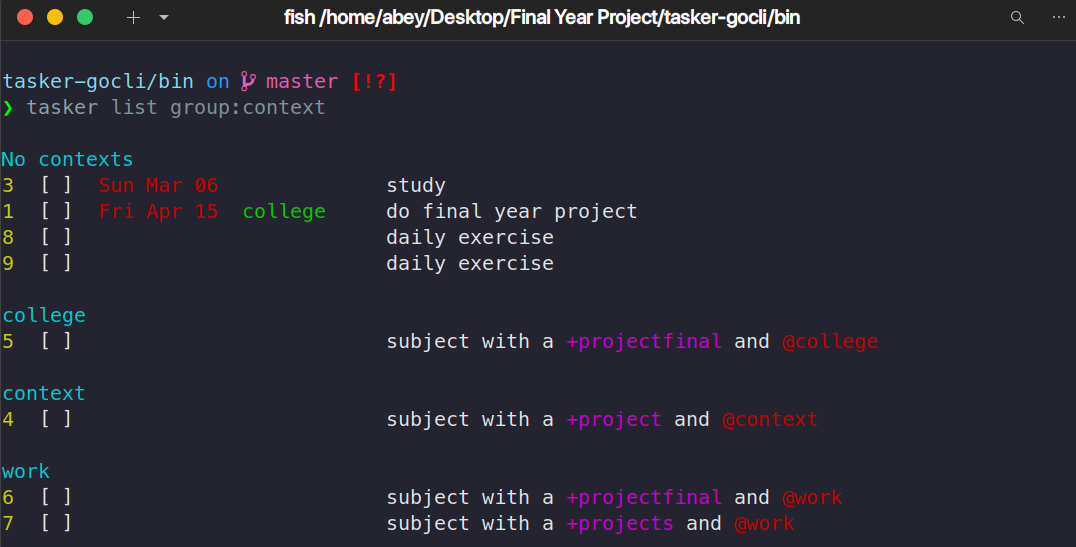 fish /home/abey/Desktop/Final Year Project/tasker-gocli/bin
tasker-gocli/bin on master [!?]
❯ tasker list group:context
No contexts
3 [ ] Sun Mar 06 study
1 [ ] Fri Apr 15 college do final year project
8 [ ] daily exercise
9 [ ] daily exercise
college
5 [ ] subject with a +projectfinal and @college
context
4 [ ] subject with a +project and @context
work
6 [ ] subject with a +projectfinal and @work
7 [ ] subject with a +projects and @work